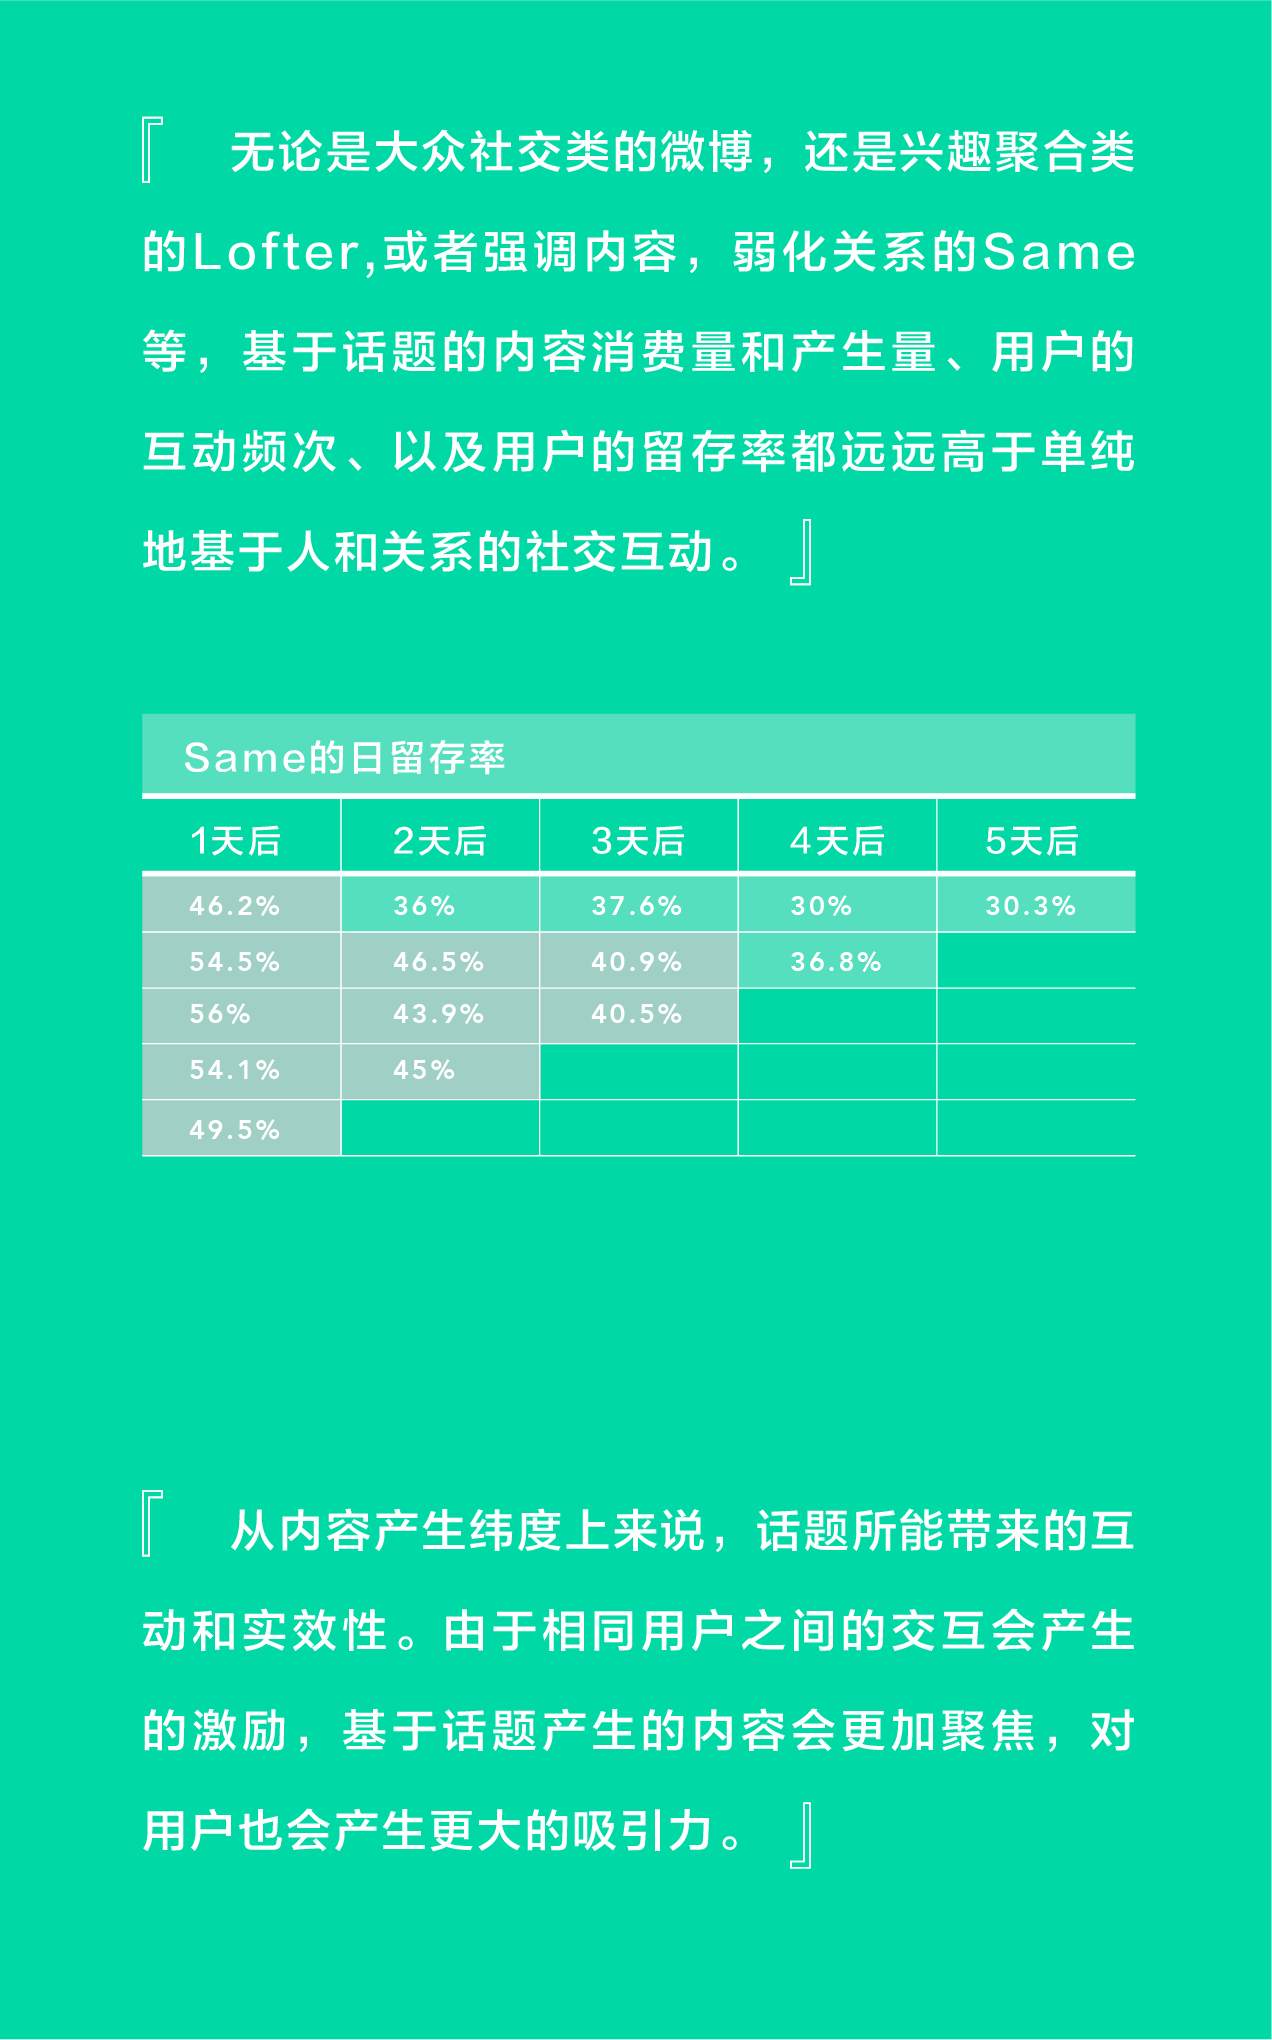 『 无论是大众社交类的微博，还是兴趣聚合类
的Lofter,或者强调内容，弱化关系的Same
等，基于话题的内容消费量和产生量、用户的
互动频次、以及用户的留存率都远远高于单纯
地基于人和关系的社交互动。 』
Same的日留存率
1天后 2天后 3天后 4天后 5天后
46.2% 36% 37.6% 30% 30.3%
54.5% 46.5% 40.9% 36.8%
56% 43.9% 40.5%
54.1% 45%
49.5%
『 从内容产生纬度上来说，话题所能带来的互
动和实效性。由于相同用户之间的交互会产生
的激励，基于话题产生的内容会更加聚焦，对
用户也会产生更大的吸引力。 』